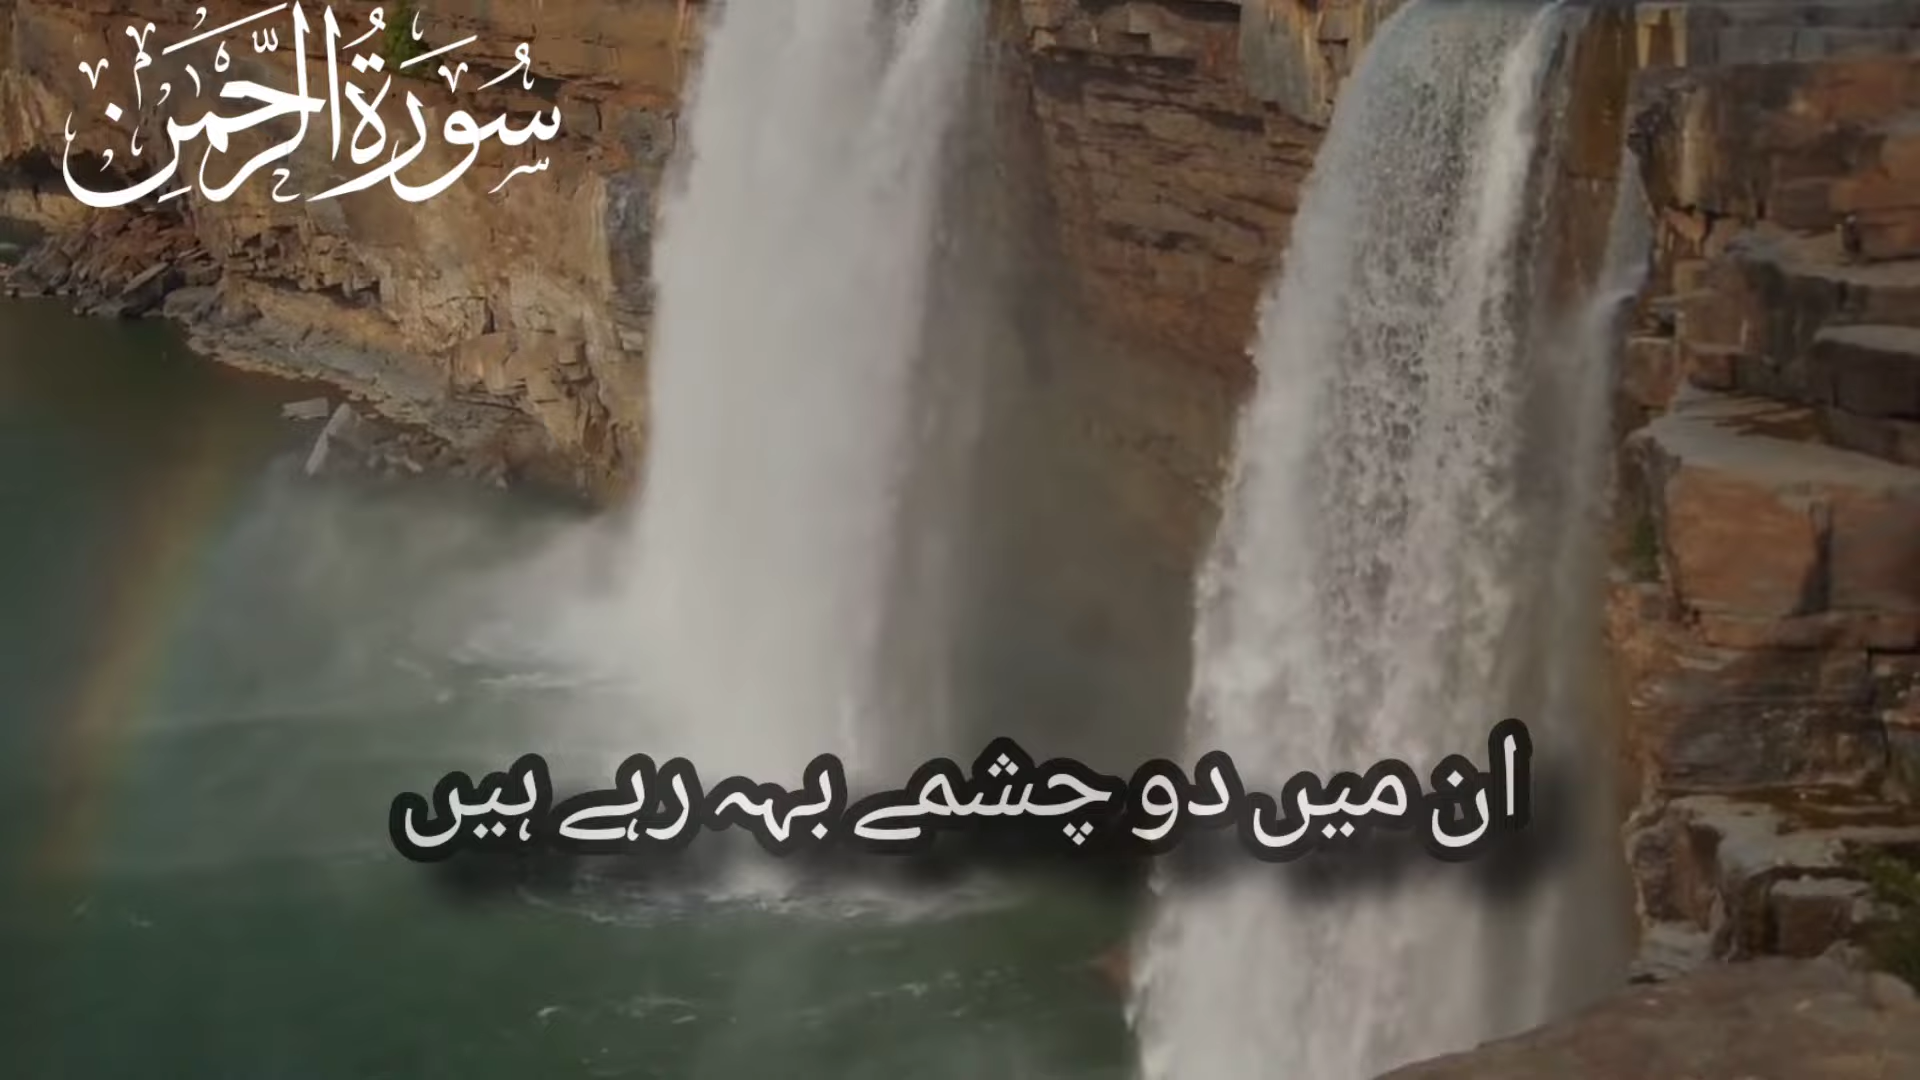 سُورَةُ الرَّحْمٰنِ
ان میں دو چشمے بہہ رہے ہیں